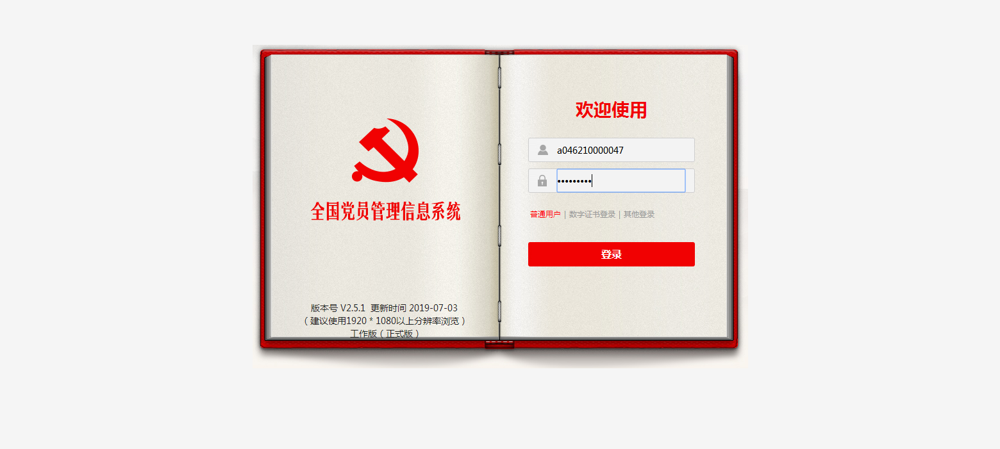 全国党员管理信息系统
版本号 V2.5.1 更新时间 2019-07-03
( 建议使用1920 * 1080以上分辨率浏览 )
工作版 ( 正式版 )
欢迎使用
a046210000047
•••••••••
普通用户 | 数字证书登录 | 其他登录
登录